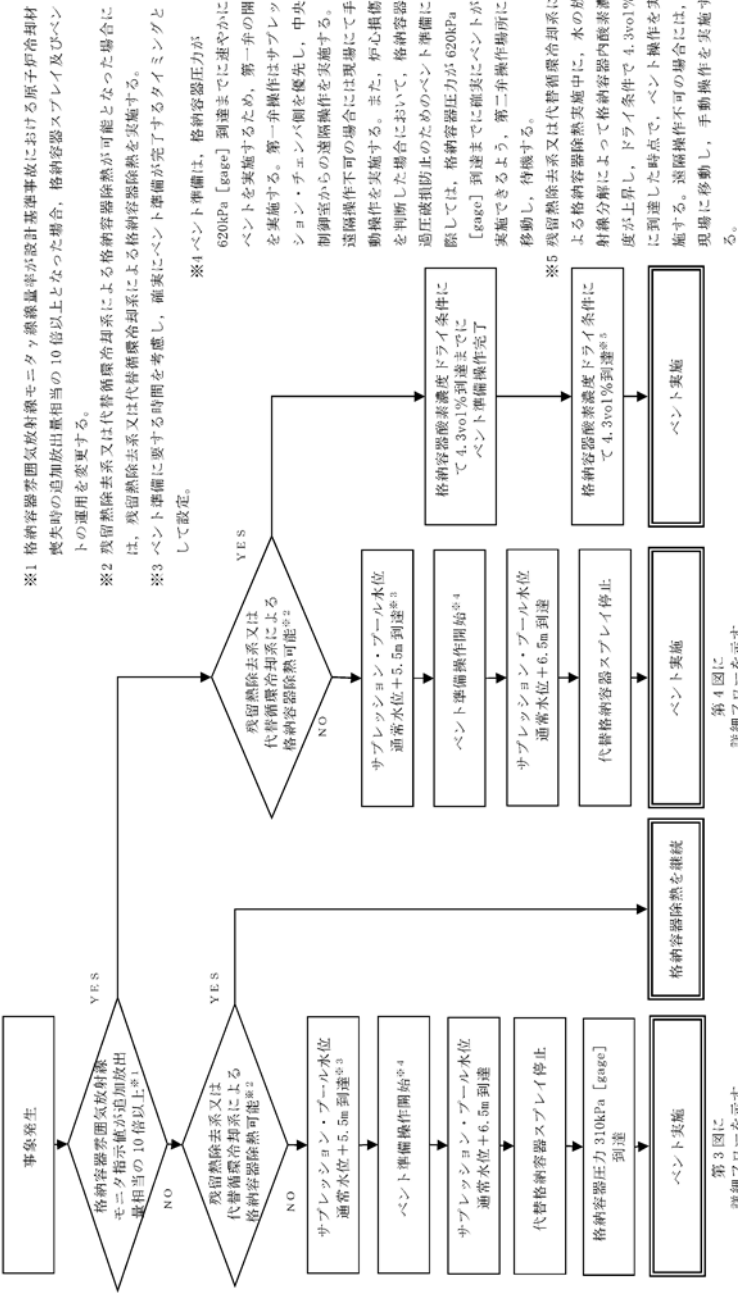 事象発生
格納容器雰囲気放射線
モニタ指示値が追加放出
量相当の10倍以上※1
YES
NO
残留熱除去系又は
代替循環冷却系による
格納容器除熱可能※2
YES
NO
サプレッション・プール水位
通常水位+5.5m到達※3
ベント準備操作開始※4
サプレッション・プール水位
通常水位+6.5m到達
代替格納容器スプレイ停止
格納容器圧力310kPa［gage］
到達
ベント実施
第3図に
詳細フローを示す
格納容器除熱を継続
残留熱除去系又は
代替循環冷却系による
格納容器除熱可能※2
YES
NO
サプレッション・プール水位
通常水位+5.5m到達※3
ベント準備操作開始※4
サプレッション・プール水位
通常水位+6.5m到達
代替格納容器スプレイ停止
ベント実施
第4図に
詳細フローを示す
格納容器酸素濃度ドライ条件に
て4.3vol%到達までに
ベント準備操作完了
格納容器酸素濃度ドライ条件に
て4.3vol%到達※5
ベント実施
※1 格納容器雰囲気放射線モニタγ線線量率が設計基準事故における原子炉冷却材
喪失時の追加放出量相当の10倍以上となった場合，格納容器スプレイ及びベン
トの運用を変更する。
※2 残留熱除去系又は代替循環冷却系による格納容器除熱が可能となった場合に
は，残留熱除去系又は代替循環冷却系による格納容器除熱を実施する。
※3 ベント準備に要する時間を考慮し，確実にベント準備が完了するタイミングと
して設定。
※4 ベント準備は，格納容器圧力が
620kPa［gage］到達までに速やかに
ベントを実施するため，第一弁の開
を実施する。第一弁操作はサプレッ
ション・チェンバ側を優先し，中央
制御室からの遠隔操作を実施する。
遠隔操作不可の場合には現場にて手
動操作を実施する。また，炉心損傷
を判断した場合において，格納容器
過圧破損防止のためのベント準備に
際しては，格納容器圧力が620kPa
［gage］到達までに確実にベントが
実施できるよう，第二弁操作場所に
移動し，待機する。
※5 残留熱除去系又は代替循環冷却系に
よる格納容器除熱実施中に，水の放
射線分解によって格納容器内酸素濃
度が上昇し，ドライ条件で4.3vol%
に到達した時点で，ベント操作を実
施する。遠隔操作不可の場合には，
現場に移動し，手動操作を実施す
る。